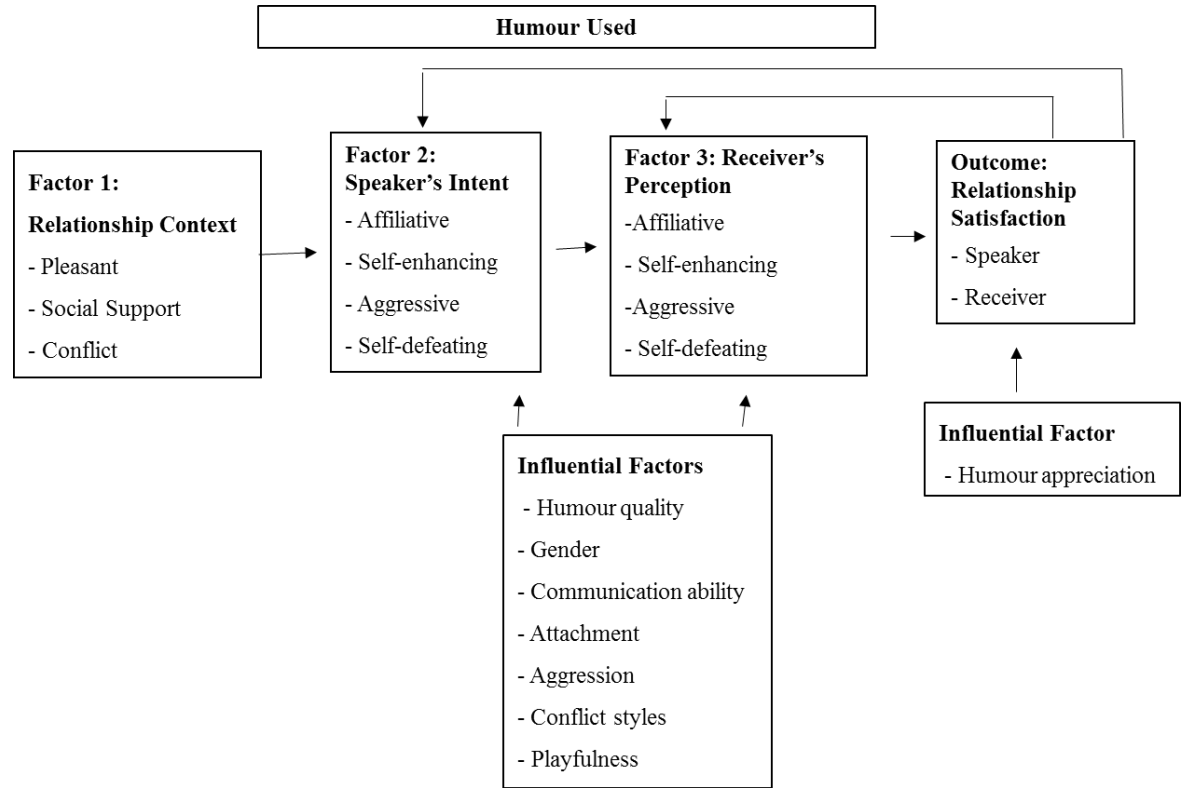 Humour Used
Factor 1:
Relationship Context
- Pleasant
- Social Support
- Conflict
Factor 2:
Speaker’s Intent
- Affiliative
- Self-enhancing
- Aggressive
- Self-defeating
Factor 3: Receiver’s
Perception
-Affiliative
- Self-enhancing
-Aggressive
- Self-defeating
Outcome:
Relationship
Satisfaction
- Speaker
- Receiver
Influential Factors
- Humour quality
- Gender
- Communication ability
- Attachment
- Aggression
- Conflict styles
- Playfulness
Influential Factor
- Humour appreciation